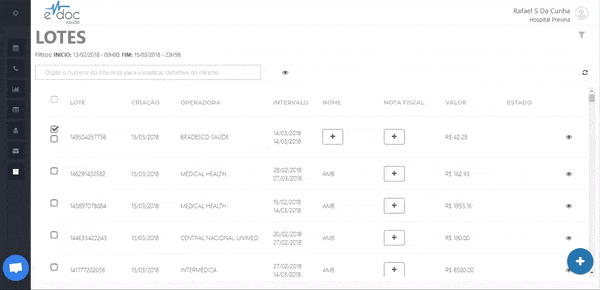 e-doc
saúde
Rafael S Da Cunha
Hospital Previna
LOTES
Filtros: INICIO: 13/02/2018 - 00H00; FIM: 15/03/2018 - 23H59;
Digite o numero do lote/nota para visualizar detalhes do mesmo
LOTE CRIAÇÃO OPERADORA INTERVALO NOME NOTA FISCAL VALOR ESTADO
149504257756 15/03/2018 BRADESCO SAÚDE 14/03/2018 14/03/2018 + + R$ 42.28
146291432582 15/03/2018 MEDICAL HEALTH 28/02/2018 07/03/2018 AMB + R$ 162.93
145897078084 15/03/2018 MEDICAL HEALTH 15/02/2018 14/03/2018 AMB + R$ 1955.16
144635422243 15/03/2018 CENTRAL NACIONAL UNIMED 20/02/2018 27/02/2018 AMB + R$ 180.00
141777202056 15/03/2018 INTERMÉDICA 27/02/2018 14/03/2018 AMB + R$ 8500.00